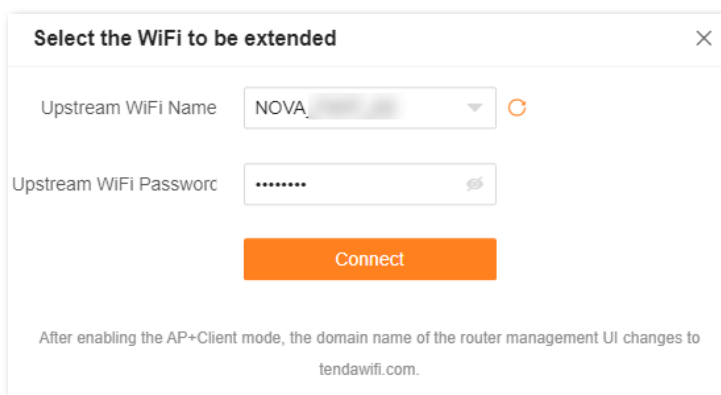 Select the WiFi to be extended
Upstream WiFi Name
NOVA_
Upstream WiFi Password
••••••••
Connect
After enabling the AP+Client mode, the domain name of the router management UI changes to
tendawifi.com.